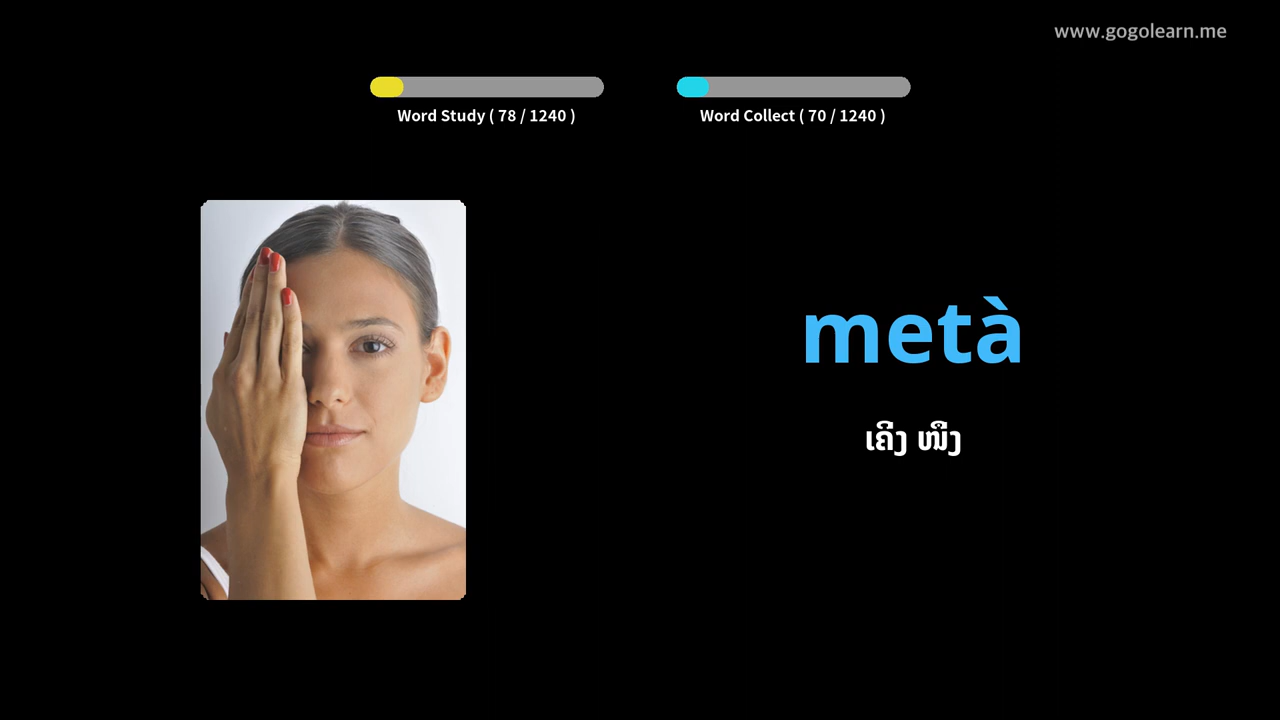 www.gogolearn.me
Word Study ( 78 / 1240 )
Word Collect ( 70 / 1240 )
metà
ເຄິ່ງ ໜຶ່ງ